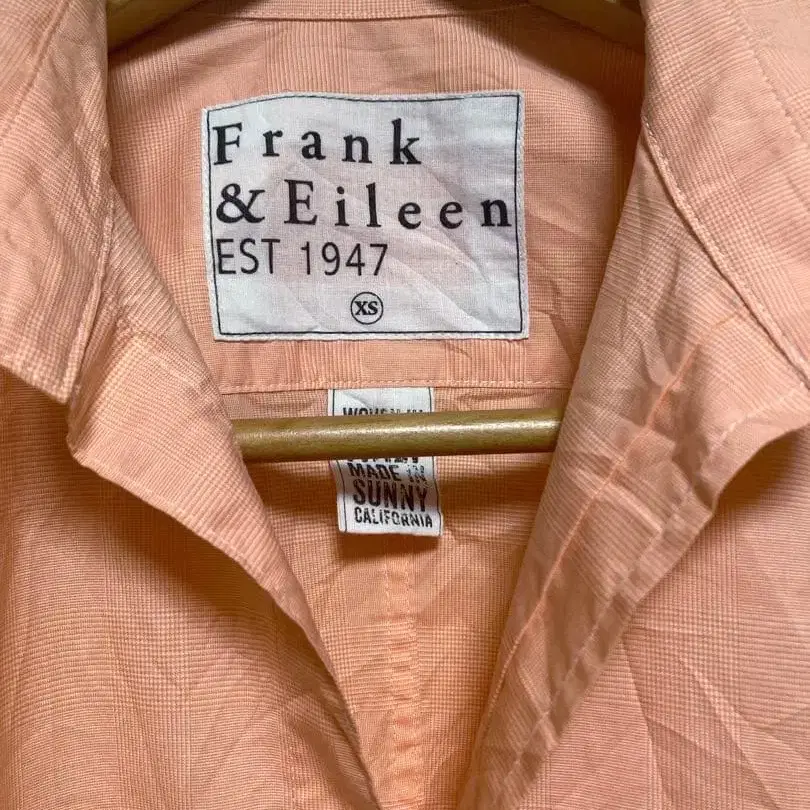 Frank
& Eileen
EST 1947
XS
MADE IN
SUNNY
CALIFORNIA